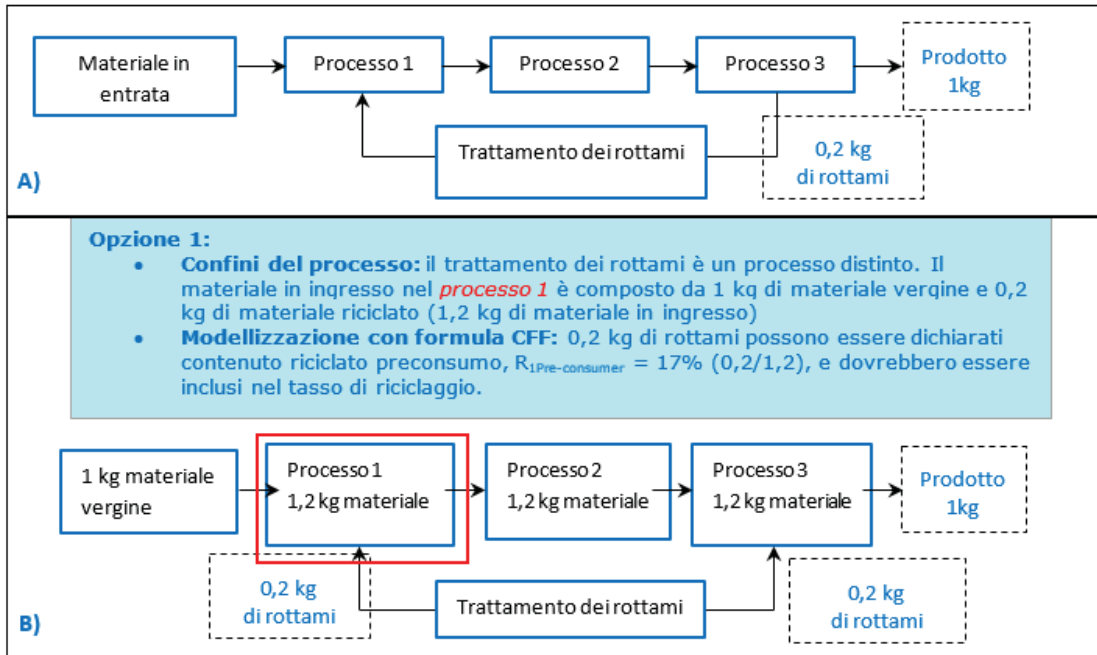 Materiale in
entrata
Processo 1
Processo 2
Processo 3
Prodotto
1kg
Trattamento dei rottami
0,2 kg
di rottami
A)
Opzione 1:
• Confini del processo: il trattamento dei rottami è un processo distinto. Il
materiale in ingresso nel processo 1 è composto da 1 kg di materiale vergine e 0,2
kg di materiale riciclato (1,2 kg di materiale in ingresso)
• Modellizzazione con formula CFF: 0,2 kg di rottami possono essere dichiarati
contenuto riciclato preconsumo, R1Pre-consumer = 17% (0,2/1,2), e dovrebbero essere
inclusi nel tasso di riciclaggio.
1 kg materiale
vergine
Processo 1
1,2 kg materiale
Processo 2
1,2 kg materiale
Processo 3
1,2 kg materiale
Prodotto
1kg
0,2 kg
di rottami
Trattamento dei rottami
0,2 kg
di rottami
B)